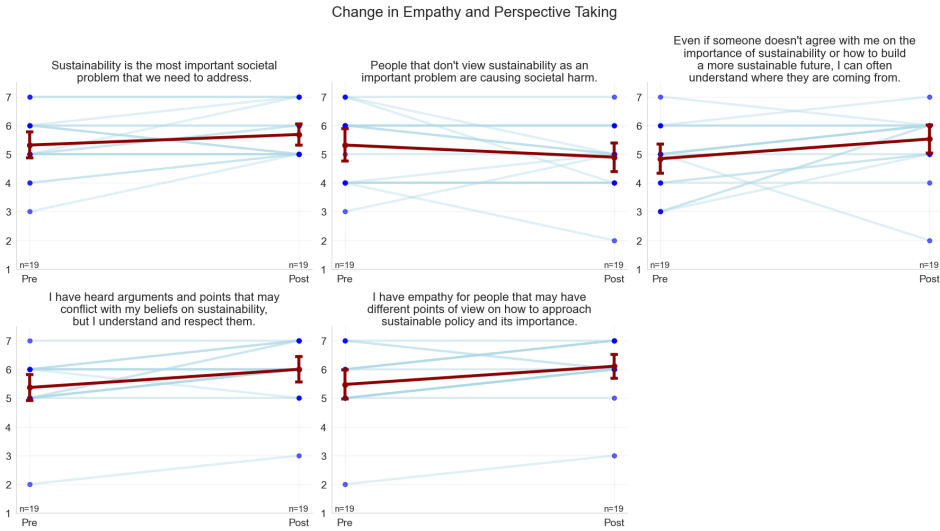 Change in Empathy and Perspective Taking
Sustainability is the most important societal
problem that we need to address.
7
6
5
4
3
2
1
n=19
n=19
Pre
Post
People that don't view sustainability as an
important problem are causing societal harm.
7
6
5
4
3
2
1
n=19
n=19
Pre
Post
Even if someone doesn't agree with me on the
importance of sustainability or how to build
a more sustainable future, I can often
understand where they are coming from.
7
6
5
4
3
2
1
n=19
n=19
Pre
Post
I have heard arguments and points that may
conflict with my beliefs on sustainability,
but I understand and respect them.
7
6
5
4
3
2
1
n=19
n=19
Pre
Post
I have empathy for people that may have
different points of view on how to approach
sustainable policy and its importance.
7
6
5
4
3
2
1
n=19
n=19
Pre
Post